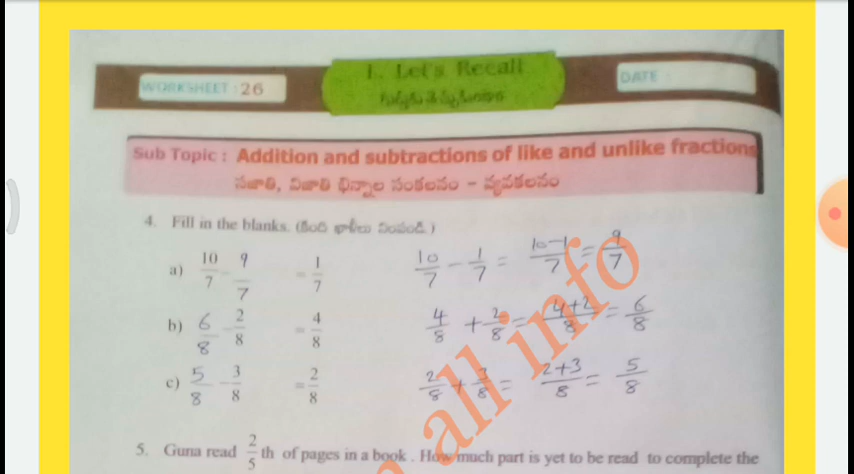 WORKSHEET : 26
1. Let's Recall
DATE :
గుర్తుకు తెచ్చుకుందాం
Sub Topic : Addition and subtractions of like and unlike fractions
సజాతి, విజాతి భిన్నాల సంకలనం – వ్యవకలనం
4. Fill in the blanks. (కింది ఖాళీలు నింపండి.)
a) 10/7 - 9/7 = 1/7 10/7 - 1/7 = 10-1/7 = 9/7
b) 6/8 - 2/8 = 4/8 4/8 + 2/8 = 4+2/8 = 6/8
c) 5/8 - 3/8 = 2/8 2/8 + 3/8 = 2+3/8 = 5/8
5. Guna read 2/5 th of pages in a book . How much part is yet to be read to complete the
all info